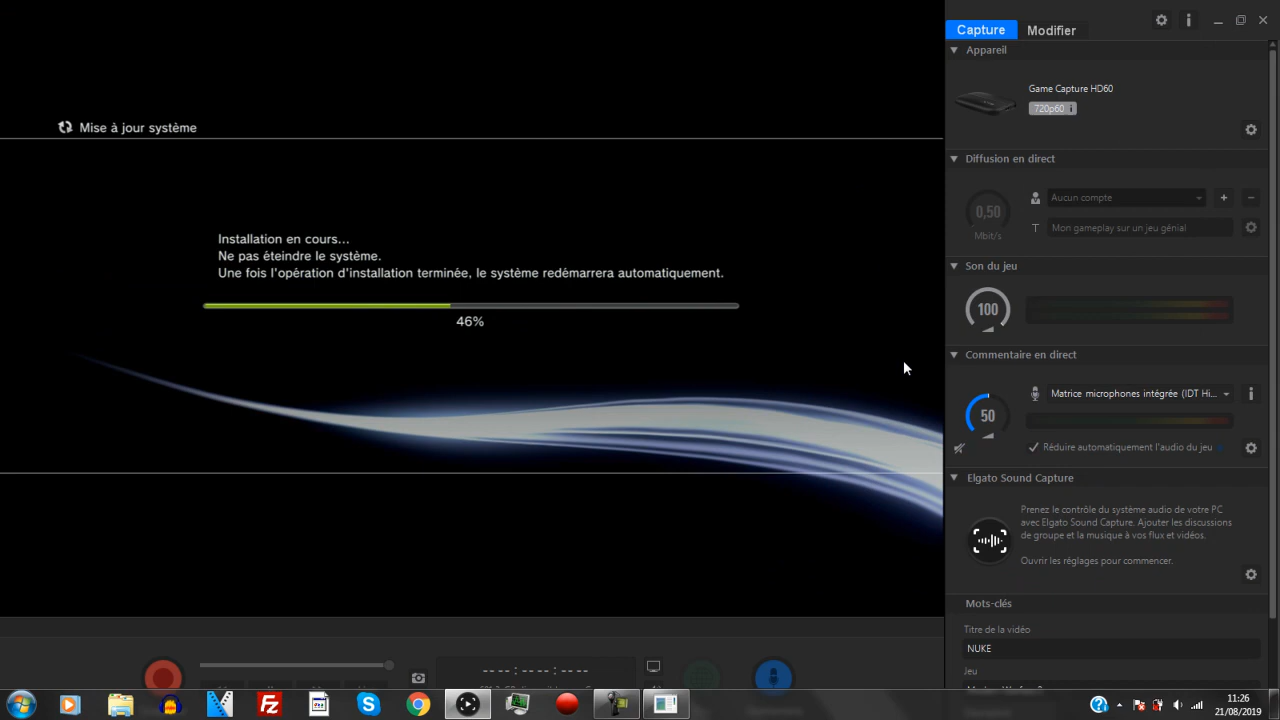 Capture
Modifier
Appareil
Game Capture HD60
720p60
Mise à jour système
Diffusion en direct
Aucun compte
0,50
Mbit/s
T Mon gameplay sur un jeu génial
Installation en cours...
Ne pas éteindre le système.
Une fois l'opération d'installation terminée, le système redémarrera automatiquement.
46%
Son du jeu
100
Commentaire en direct
Matrice microphones intégrée (IDT Hi...
50
Réduire automatiquement l'audio du jeu
Elgato Sound Capture
Prenez le contrôle du système audio de votre PC
avec Elgato Sound Capture. Ajouter les discussions
de groupe et la musique à vos flux et vidéos.
Ouvrir les réglages pour commencer.
Mots-clés
Titre de la vidéo
NUKE
Jeu
11:26
21/08/2019